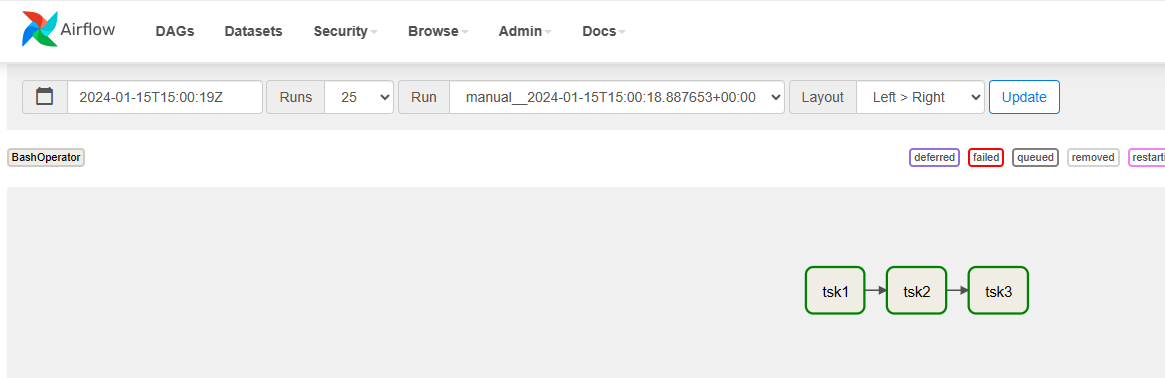 Airflow DAGs Datasets Security Browse Admin Docs
2024-01-15T15:00:19Z Runs 25 Run manual__2024-01-15T15:00:18.887653+00:00 Layout Left > Right Update
BashOperator deferred failed queued removed restarti
tsk1 tsk2 tsk3